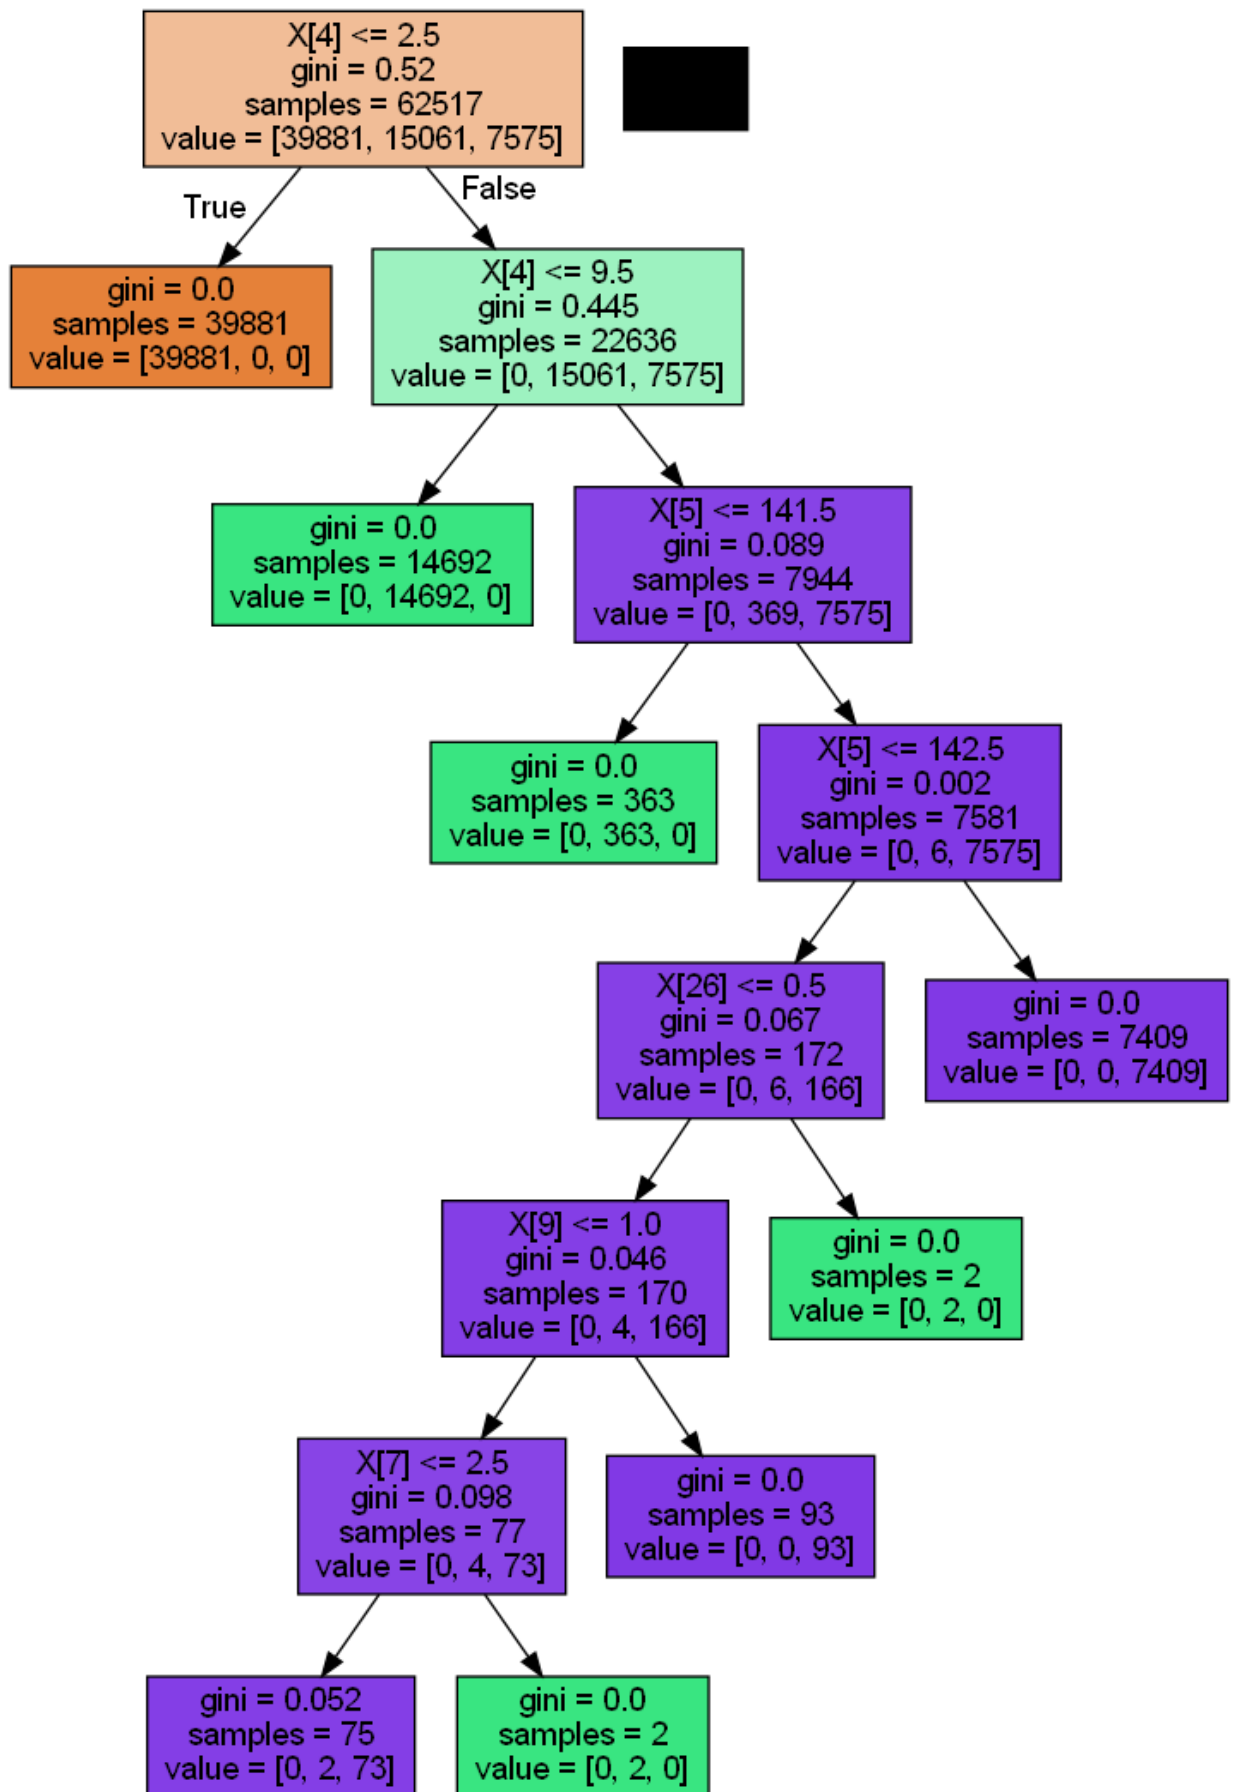 X[4] <= 2.5
gini = 0.52
samples = 62517
value = [39881, 15061, 7575]
True
False
gini = 0.0
samples = 39881
value = [39881, 0, 0]
X[4] <= 9.5
gini = 0.445
samples = 22636
value = [0, 15061, 7575]
gini = 0.0
samples = 14692
value = [0, 14692, 0]
X[5] <= 141.5
gini = 0.089
samples = 7944
value = [0, 369, 7575]
gini = 0.0
samples = 363
value = [0, 363, 0]
X[5] <= 142.5
gini = 0.002
samples = 7581
value = [0, 6, 7575]
X[26] <= 0.5
gini = 0.067
samples = 172
value = [0, 6, 166]
gini = 0.0
samples = 7409
value = [0, 0, 7409]
X[9] <= 1.0
gini = 0.046
samples = 170
value = [0, 4, 166]
gini = 0.0
samples = 2
value = [0, 2, 0]
X[7] <= 2.5
gini = 0.098
samples = 77
value = [0, 4, 73]
gini = 0.0
samples = 93
value = [0, 0, 93]
gini = 0.052
samples = 75
value = [0, 2, 73]
gini = 0.0
samples = 2
value = [0, 2, 0]